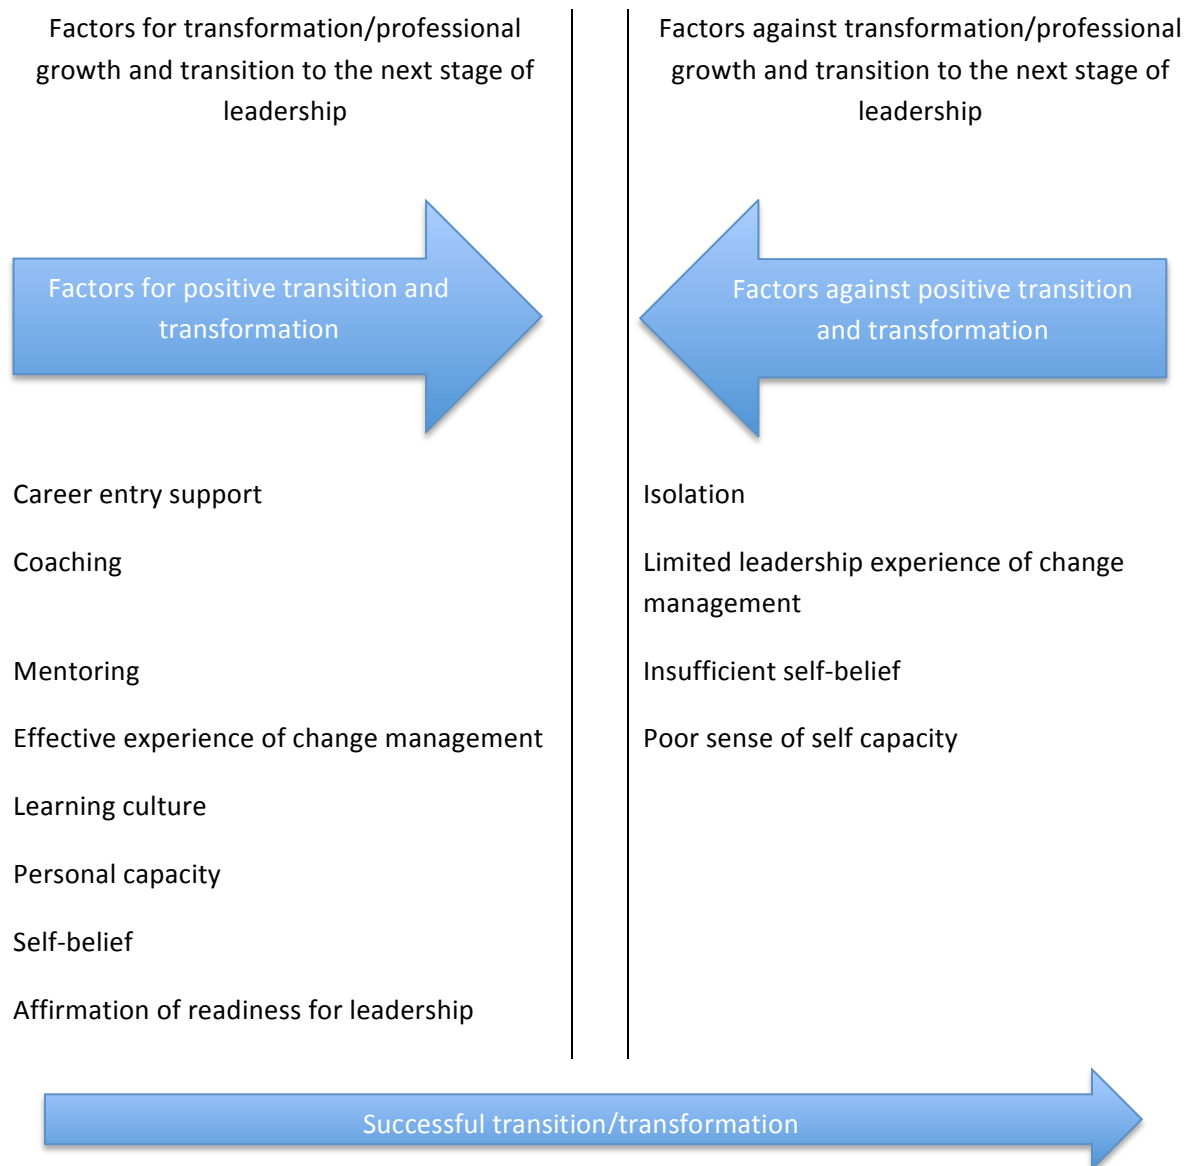 Factors for transformation/professional
growth and transition to the next stage of
leadership
Factors against transformation/professional
growth and transition to the next stage of
leadership
Factors for positive transition and
transformation
Factors against positive transition
and transformation
Career entry support
Isolation
Coaching
Limited leadership experience of change
management
Mentoring
Insufficient self-belief
Effective experience of change management
Poor sense of self capacity
Learning culture
Personal capacity
Self-belief
Affirmation of readiness for leadership
Successful transition/transformation